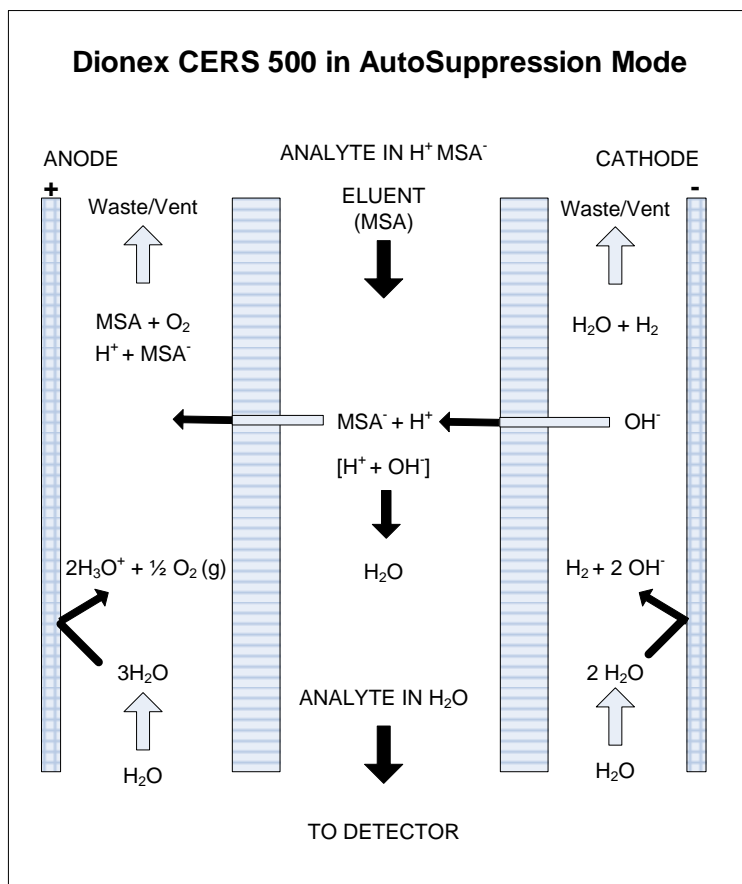 Dionex CERS 500 in AutoSuppression Mode
ANODE
ANALYTE IN H⁺ MSA⁻
CATHODE
+
-
Waste/Vent
ELUENT
(MSA)
Waste/Vent
MSA + O₂
H⁺ + MSA⁻
H₂O + H₂
MSA⁻ + H⁺
OH⁻
[H⁺ + OH⁻]
2H₃O⁺ + ½ O₂ (g)
H₂O
H₂ + 2 OH⁻
3H₂O
2 H₂O
ANALYTE IN H₂O
H₂O
H₂O
TO DETECTOR